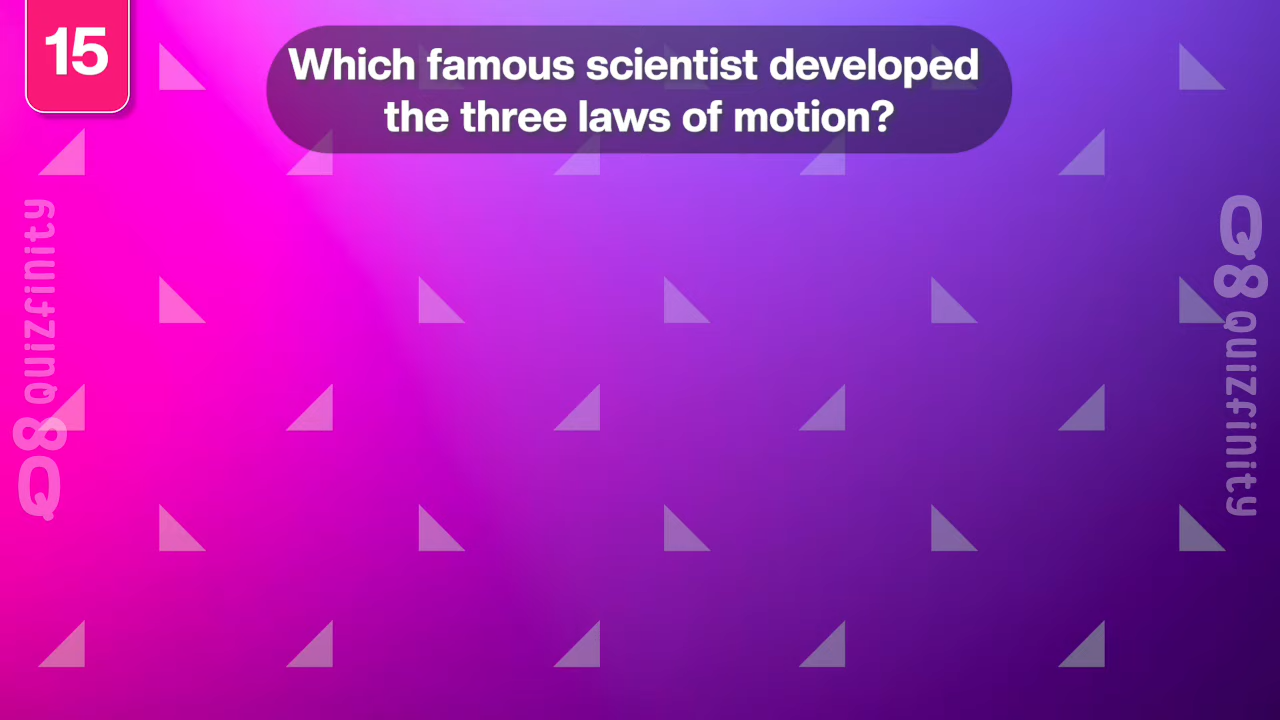 15
Which famous scientist developed
the three laws of motion?
Q8 quizfinity
Q8 quizfinity